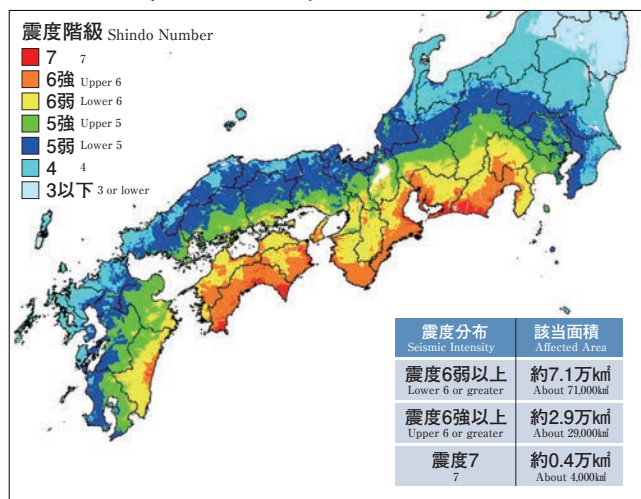 震度階級 Shindo Number
7 7
6強 Upper 6
6弱 Lower 6
5強 Upper 5
5弱 Lower 5
4 4
3以下 3 or lower
震度分布 該当面積
Seismic Intensity Affected Area
震度6弱以上 約7.1万㎢
Lower 6 or greater About 71,000㎢
震度6強以上 約2.9万㎢
Upper 6 or greater About 29,000㎢
震度7 約0.4万㎢
7 About 4,000㎢